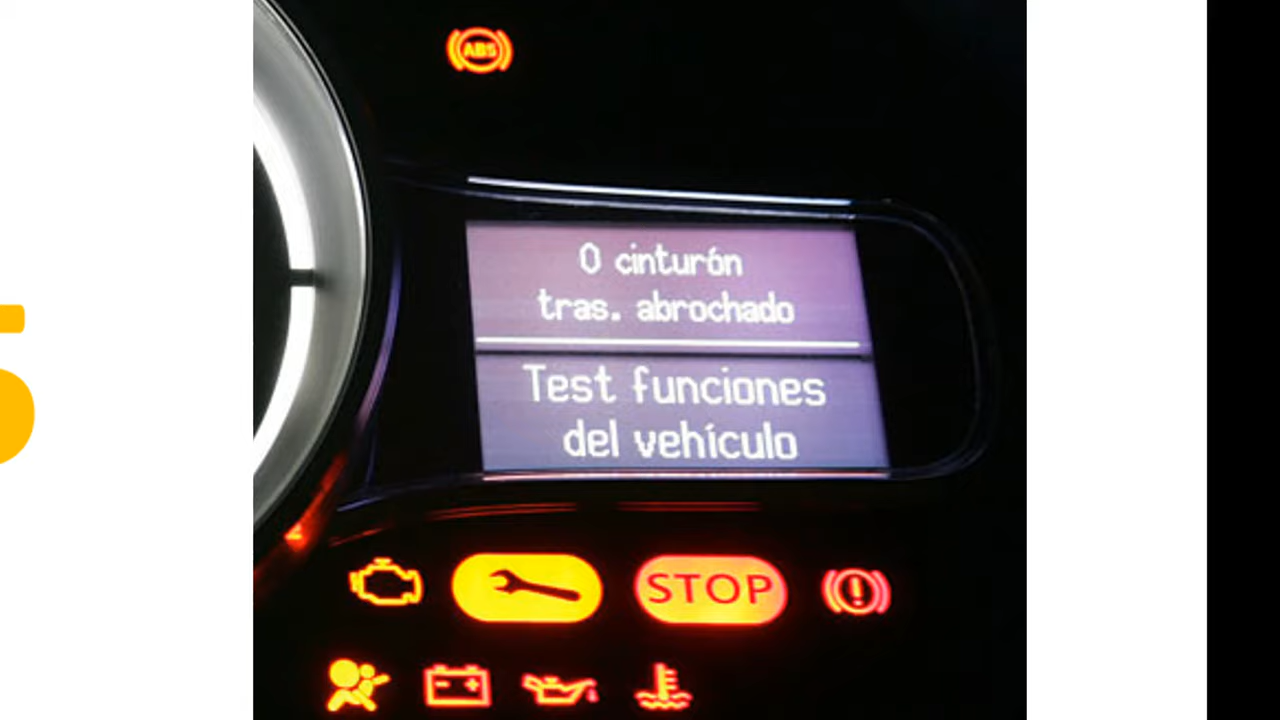 ABS
0 cinturón
tras. abrochado
Test funciones
del vehículo
STOP